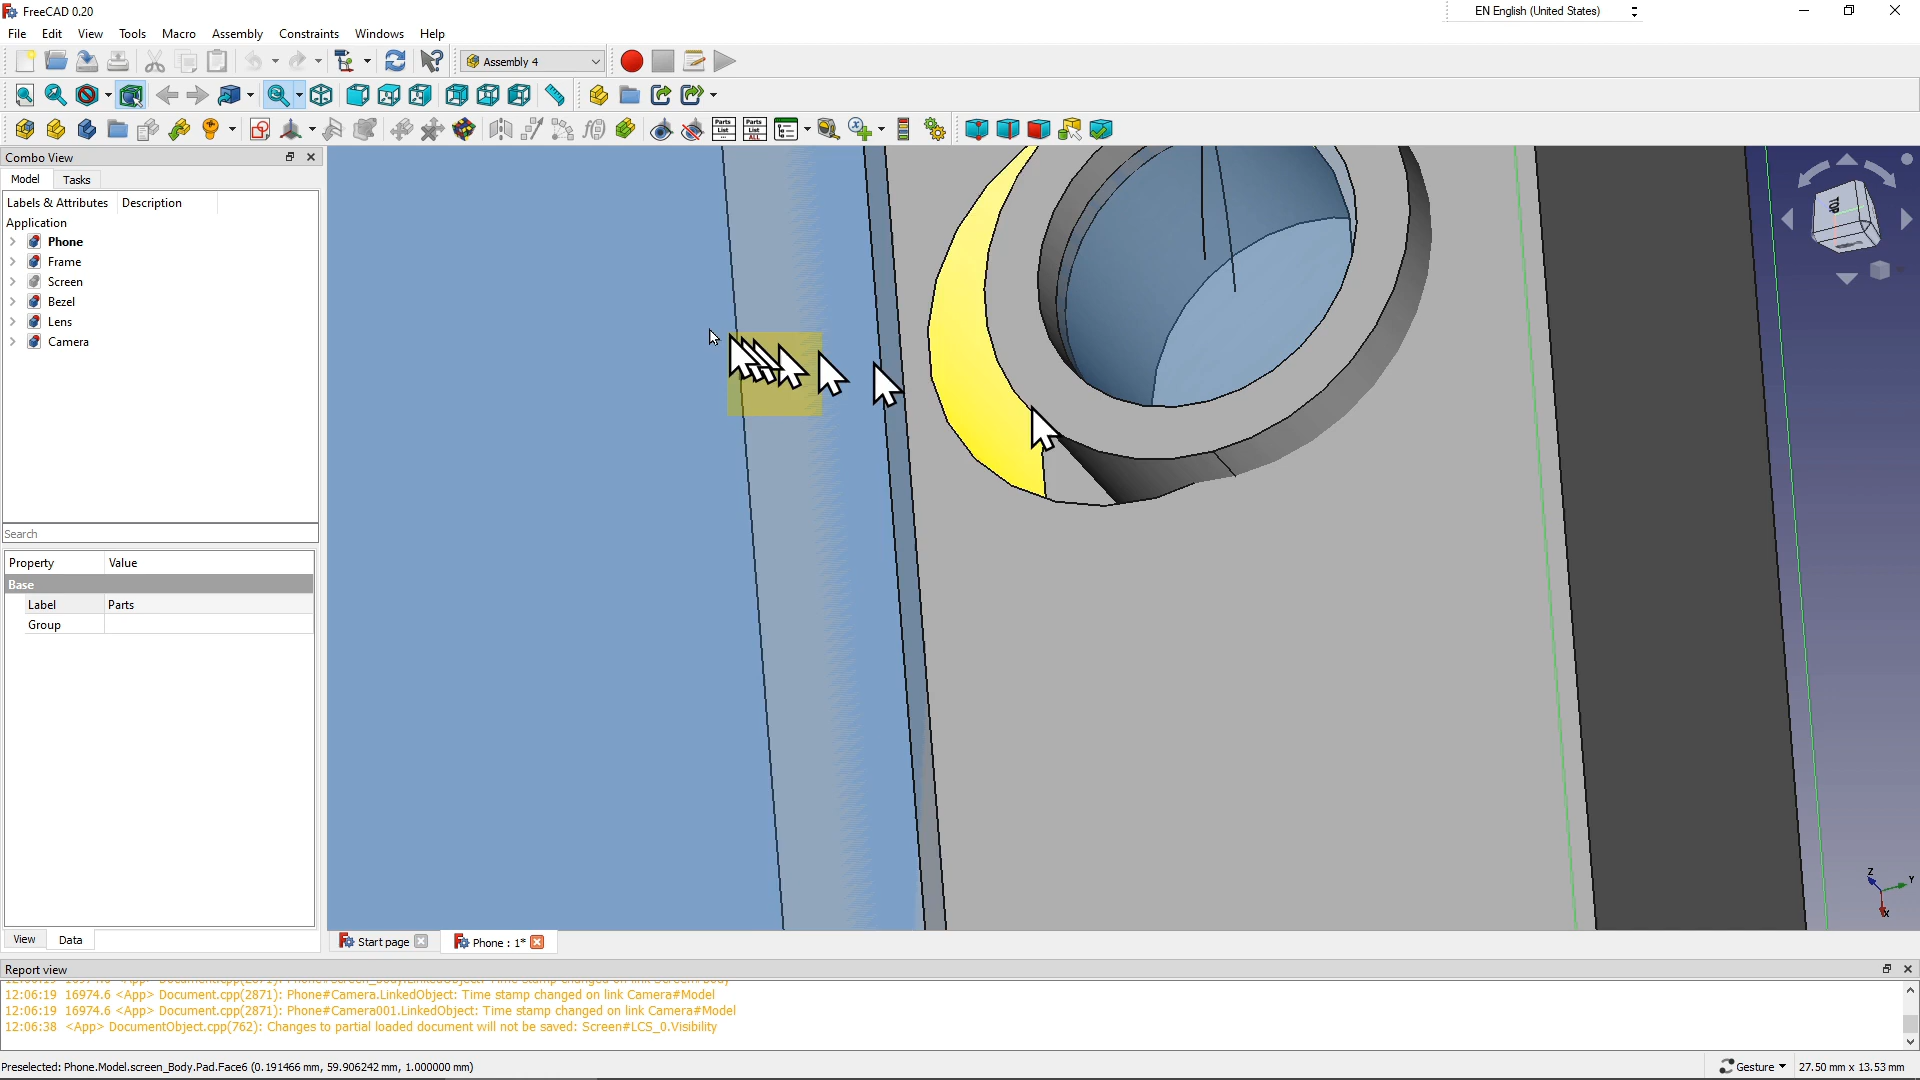 FreeCAD 0.20
EN English (United States)
File Edit View Tools Macro Assembly Constraints Windows Help
Assembly 4
Parts List
Parts List ALL
Combo View
Model Tasks
Labels & Attributes Description
Application
Phone
Frame
Screen
Bezel
Lens
Camera
TOP
Search
Property Value
Base
Label Parts
Group
Z
Y
X
View Data
Start page
Phone : 1*
Report view
12:06:19 16974.6 <App> Document.cpp(2871): Phone#Camera.LinkedObject: Time stamp changed on link Camera#Model
12:06:19 16974.6 <App> Document.cpp(2871): Phone#Camera001.LinkedObject: Time stamp changed on link Camera#Model
12:06:38 <App> DocumentObject.cpp(762): Changes to partial loaded document will not be saved: Screen#LCS_0.Visibility
Preselected: Phone.Model.screen_Body.Pad.Face6 (0.191466 mm, 59.906242 mm, 1.000000 mm)
Gesture
27.50 mm x 13.53 mm